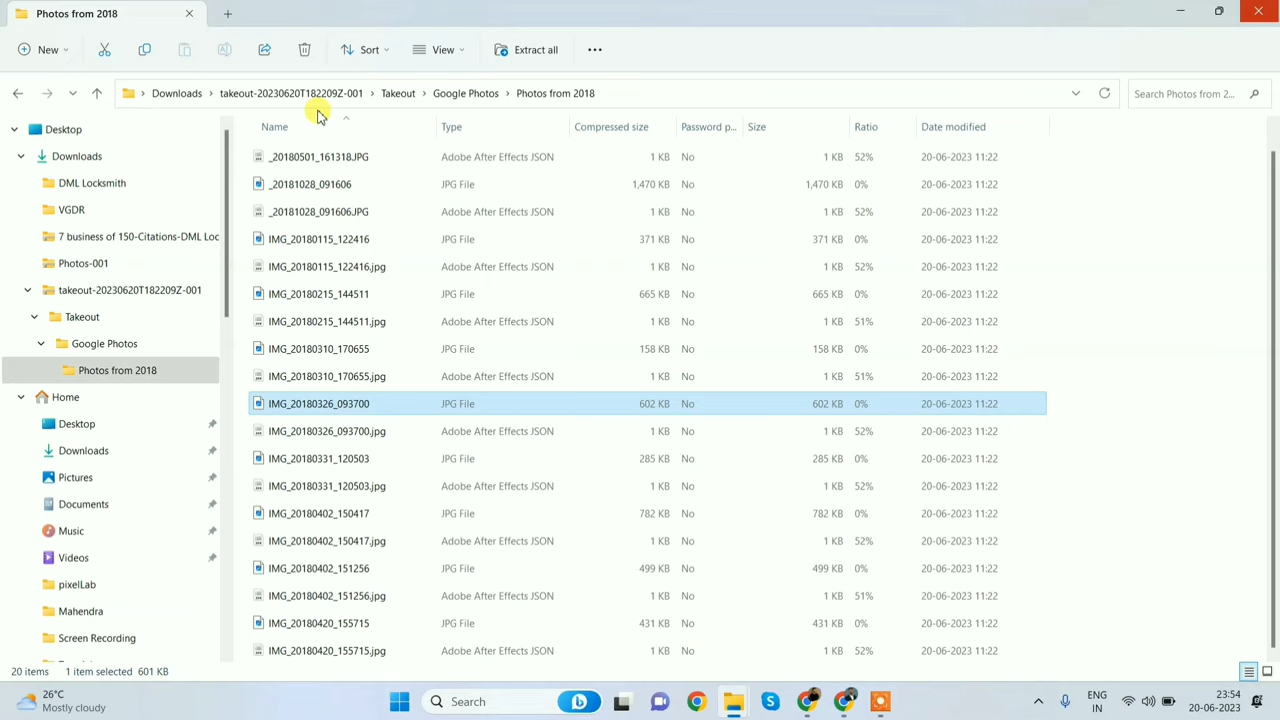 Photos from 2018
New
Sort
View
Extract all
Downloads
takeout-20230620T182209Z-001
Takeout
Google Photos
Photos from 2018
Search Photos from 2...
Name Type Compressed size Password p... Size Ratio Date modified
_20180501_161318.JPG Adobe After Effects JSON 1 KB No 1 KB 52% 20-06-2023 11:22
_20181028_091606 JPG File 1,470 KB No 1,470 KB 0% 20-06-2023 11:22
_20181028_091606.JPG Adobe After Effects JSON 1 KB No 1 KB 52% 20-06-2023 11:22
IMG_20180115_122416 JPG File 371 KB No 371 KB 0% 20-06-2023 11:22
IMG_20180115_122416.jpg Adobe After Effects JSON 1 KB No 1 KB 52% 20-06-2023 11:22
IMG_20180215_144511 JPG File 665 KB No 665 KB 0% 20-06-2023 11:22
IMG_20180215_144511.jpg Adobe After Effects JSON 1 KB No 1 KB 51% 20-06-2023 11:22
IMG_20180310_170655 JPG File 158 KB No 158 KB 0% 20-06-2023 11:22
IMG_20180310_170655.jpg Adobe After Effects JSON 1 KB No 1 KB 51% 20-06-2023 11:22
IMG_20180326_093700 JPG File 602 KB No 602 KB 0% 20-06-2023 11:22
IMG_20180326_093700.jpg Adobe After Effects JSON 1 KB No 1 KB 52% 20-06-2023 11:22
IMG_20180331_120503 JPG File 285 KB No 285 KB 0% 20-06-2023 11:22
IMG_20180331_120503.jpg Adobe After Effects JSON 1 KB No 1 KB 52% 20-06-2023 11:22
IMG_20180402_150417 JPG File 782 KB No 782 KB 0% 20-06-2023 11:22
IMG_20180402_150417.jpg Adobe After Effects JSON 1 KB No 1 KB 52% 20-06-2023 11:22
IMG_20180402_151256 JPG File 499 KB No 499 KB 0% 20-06-2023 11:22
IMG_20180402_151256.jpg Adobe After Effects JSON 1 KB No 1 KB 51% 20-06-2023 11:22
IMG_20180420_155715 JPG File 431 KB No 431 KB 0% 20-06-2023 11:22
IMG_20180420_155715.jpg Adobe After Effects JSON 1 KB No 1 KB 52% 20-06-2023 11:22
Desktop
Downloads
DML Locksmith
VGDR
7 business of 150-Citations-DML Loc
Photos-001
takeout-20230620T182209Z-001
Takeout
Google Photos
Photos from 2018
Home
Desktop
Downloads
Pictures
Documents
Music
Videos
pixelLab
Mahendra
Screen Recording
20 items 1 item selected 601 KB
26°C
Mostly cloudy
Search
ENG
IN
23:54
20-06-2023